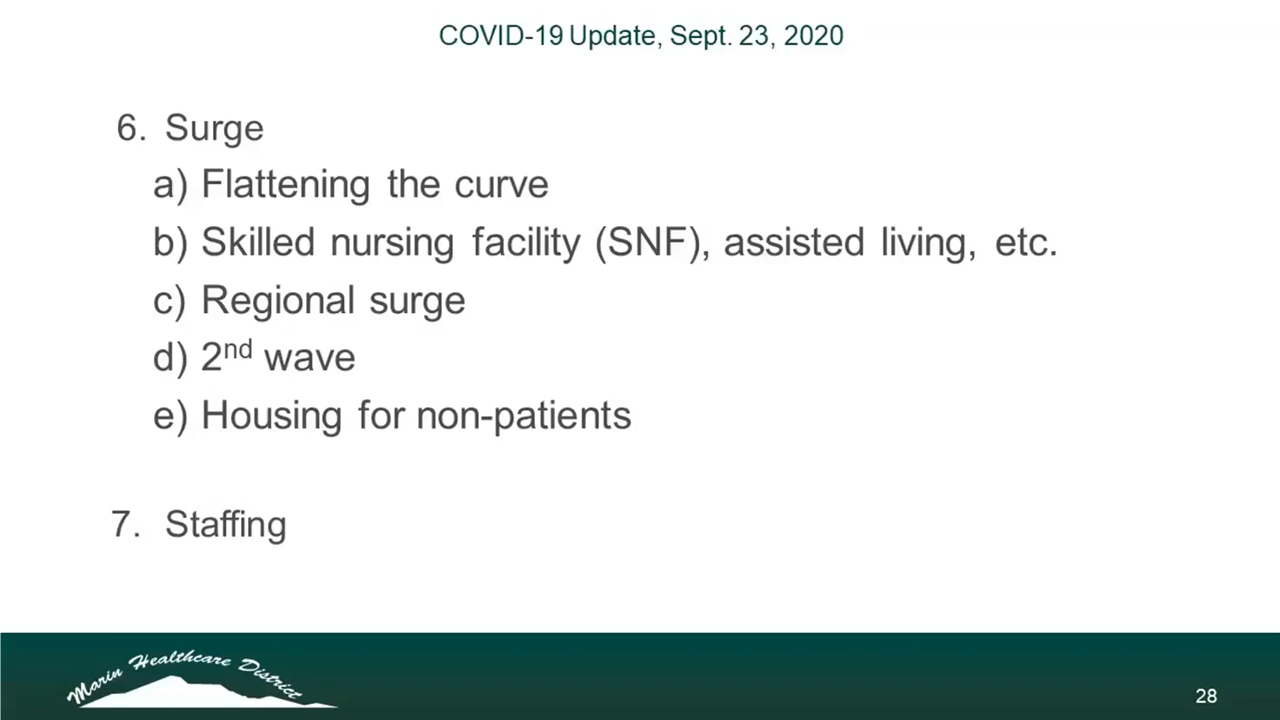 COVID-19 Update, Sept. 23, 2020
6. Surge
a) Flattening the curve
b) Skilled nursing facility (SNF), assisted living, etc.
c) Regional surge
d) 2nd wave
e) Housing for non-patients
7. Staffing
Marin Healthcare District
28